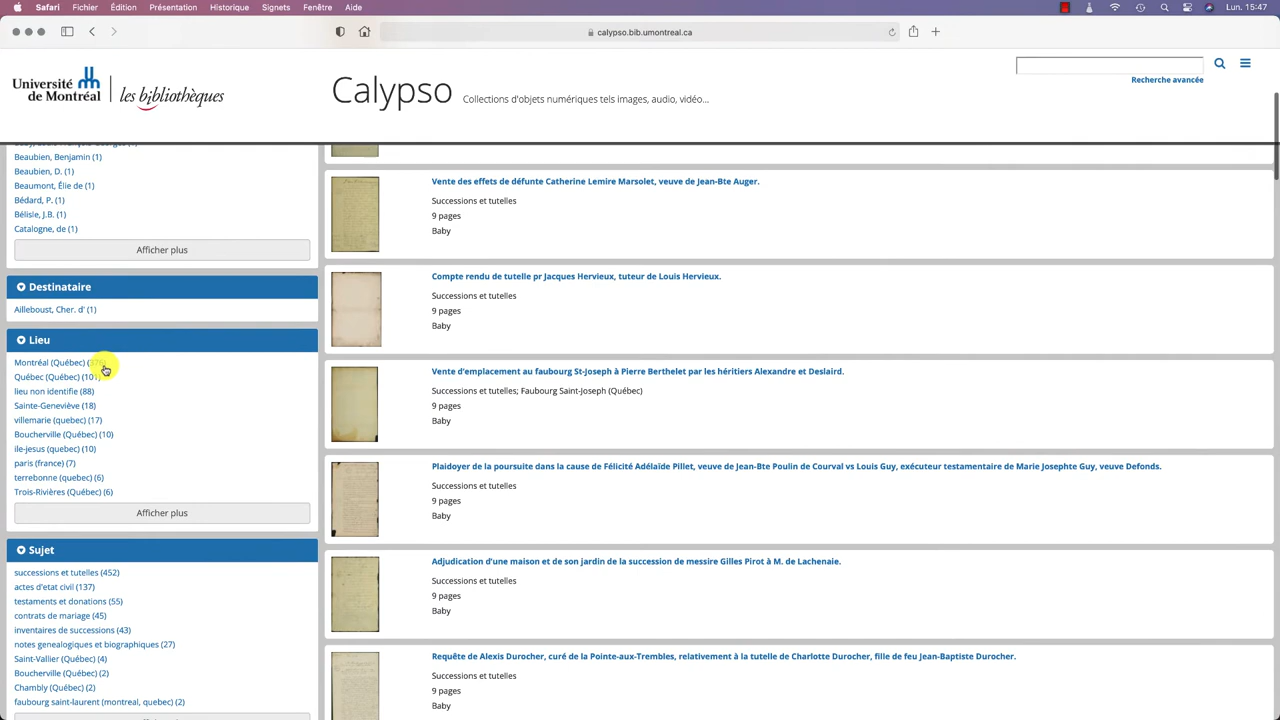 Safari Fichier Édition Présentation Historique Signets Fenêtre Aide
Lun. 15:47
calypso.bib.umontreal.ca
Université de Montréal
les bibliothèques
Calypso Collections d'objets numériques tels images, audio, vidéo...
Recherche avancée
Beaubien, Benjamin (1)
Beaubien, D. (1)
Beaumont, Élie de (1)
Bédard, P. (1)
Bélisle, J.B. (1)
Catalogne, de (1)
Afficher plus
Destinataire
Ailleboust, Cher. d' (1)
Lieu
Montréal (Québec)
Québec (Québec)
lieu non identifie (88)
Sainte-Geneviève (18)
villemarie (quebec) (17)
Boucherville (Québec) (10)
ile-jesus (quebec) (10)
paris (france) (7)
terrebonne (quebec) (6)
Trois-Rivières (Québec) (6)
Afficher plus
Sujet
successions et tutelles (452)
actes d'etat civil (137)
testaments et donations (55)
contrats de mariage (45)
inventaires de successions (43)
notes genealogiques et biographiques (27)
Saint-Vallier (Québec) (4)
Boucherville (Québec) (2)
Chambly (Québec) (2)
faubourg saint-laurent (montreal, quebec) (2)
Vente des effets de défunte Catherine Lemire Marsolet, veuve de Jean-Bte Auger.
Successions et tutelles
9 pages
Baby
Compte rendu de tutelle pr Jacques Hervieux, tuteur de Louis Hervieux.
Successions et tutelles
9 pages
Baby
Vente d'emplacement au faubourg St-Joseph à Pierre Berthelet par les héritiers Alexandre et Deslaird.
Successions et tutelles; Faubourg Saint-Joseph (Québec)
9 pages
Baby
Plaidoyer de la poursuite dans la cause de Félicité Adélaïde Pillet, veuve de Jean-Bte Poulin de Courval vs Louis Guy, exécuteur testamentaire de Marie Josephte Guy, veuve Defonds.
Successions et tutelles
9 pages
Baby
Adjudication d'une maison et de son jardin de la succession de messire Gilles Pirot à M. de Lachenaie.
Successions et tutelles
9 pages
Baby
Requête de Alexis Durocher, curé de la Pointe-aux-Trembles, relativement à la tutelle de Charlotte Durocher, fille de feu Jean-Baptiste Durocher.
Successions et tutelles
9 pages
Baby